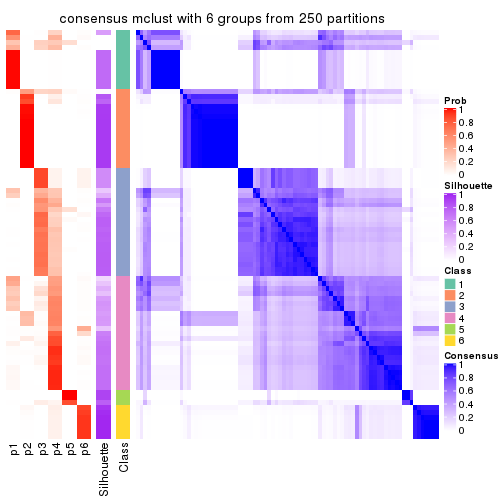 consensus mclust with 6 groups from 250 partitions
Prob
1
0.8
0.6
0.4
0.2
0
Silhouette
1
0.8
0.6
0.4
0.2
0
Class
1
2
3
4
5
6
Consensus
1
0.8
0.6
0.4
0.2
0
p1
p2
p3
p4
p5
p6
Silhouette
Class